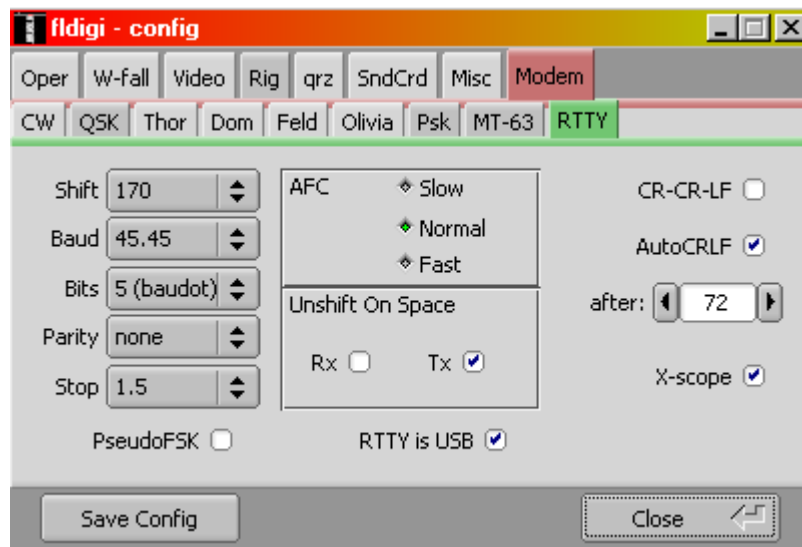 fldigi - config
Oper W-fall Video Rig qrz SndCrd Misc Modem
CW QSK Thor Dom Feld Olivia Psk MT-63 RTTY
Shift 170
Baud 45.45
Bits 5 (baudot)
Parity none
Stop 1.5
PseudoFSK
AFC Slow
Normal
Fast
Unshift On Space
Rx Tx
RTTY is USB
CR-CR-LF
AutoCRLF
after: 72
X-scope
Save Config Close